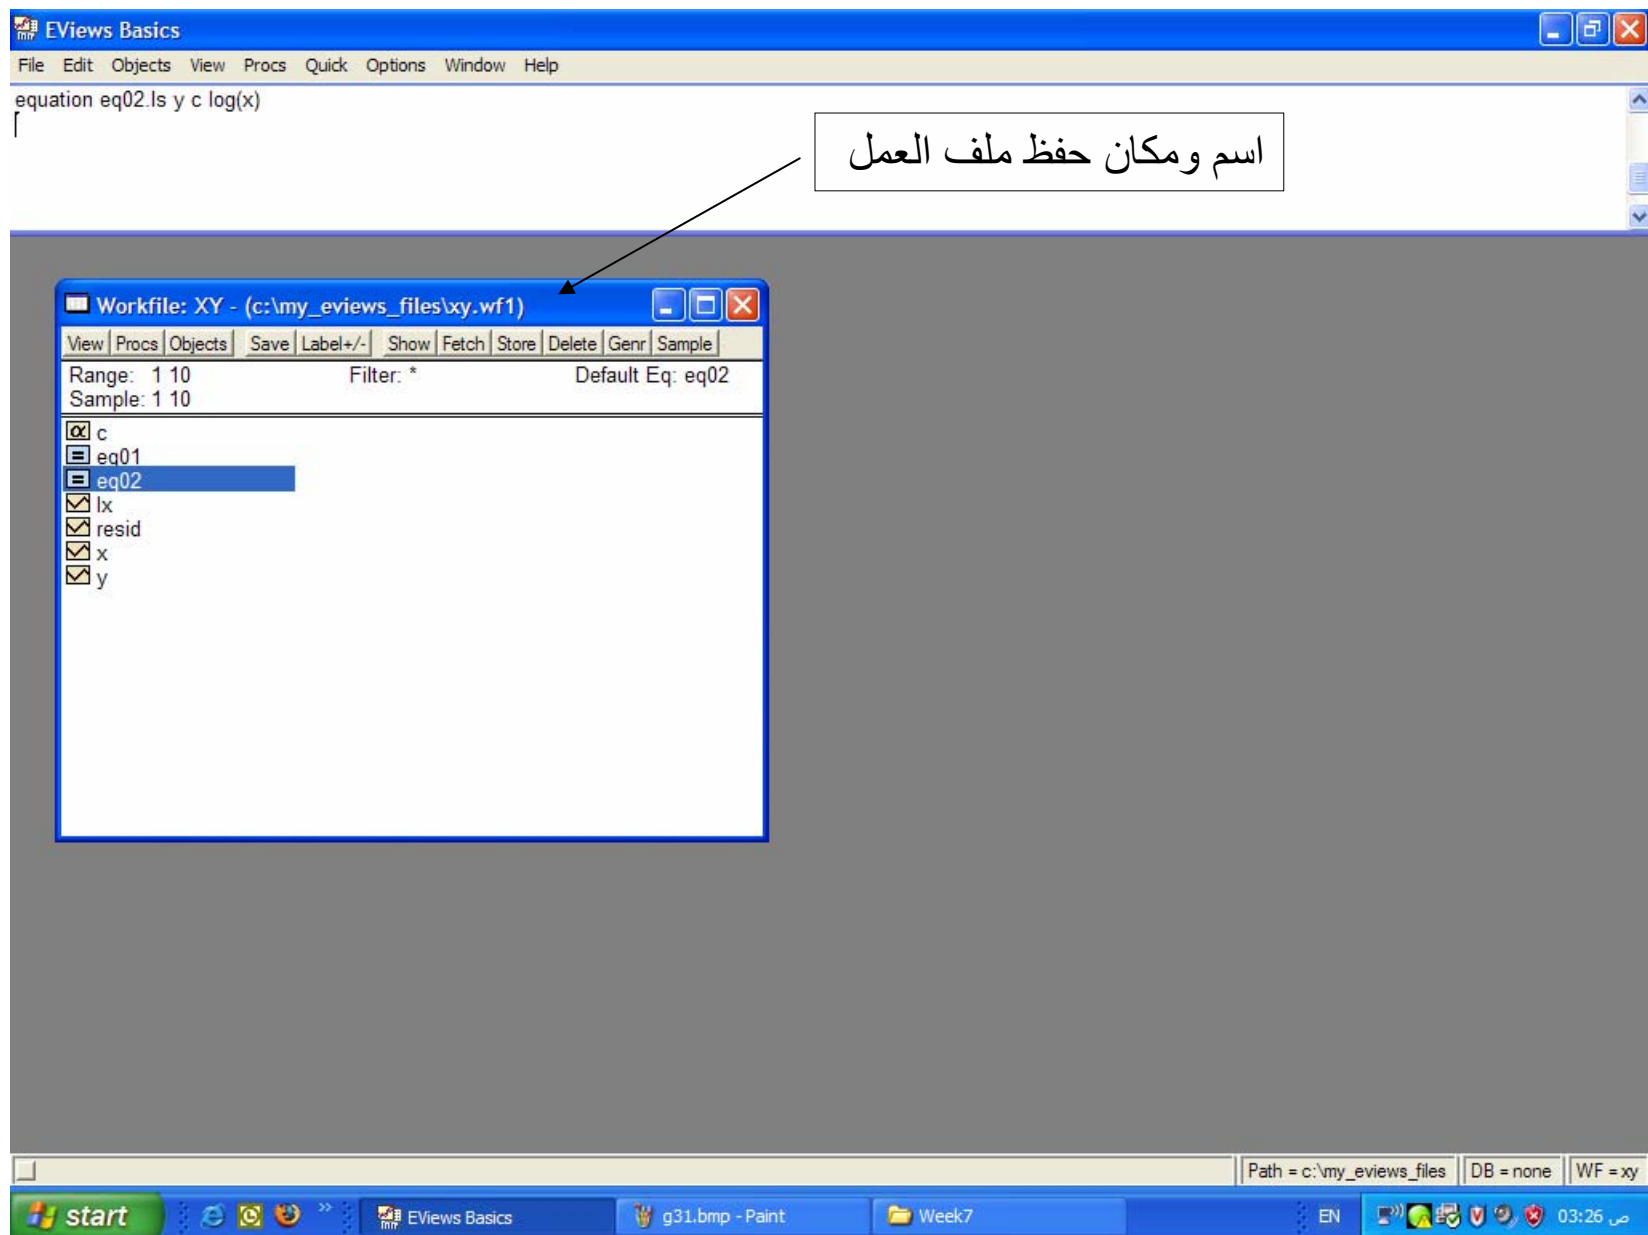 EViews Basics
File Edit Objects View Procs Quick Options Window Help
equation eq02.ls y c log(x)
اسم ومكان حفظ ملف العمل
Workfile: XY - (c:\my_eviews_files\xy.wf1)
View Procs Objects Save Label+/- Show Fetch Store Delete Genr Sample
Range: 1 10 Filter: * Default Eq: eq02
Sample: 1 10
α c
= eq01
= eq02
lx
resid
x
y
Path = c:\my_eviews_files DB = none WF = xy
start EViews Basics g31.bmp - Paint Week7 EN 03:26 ص